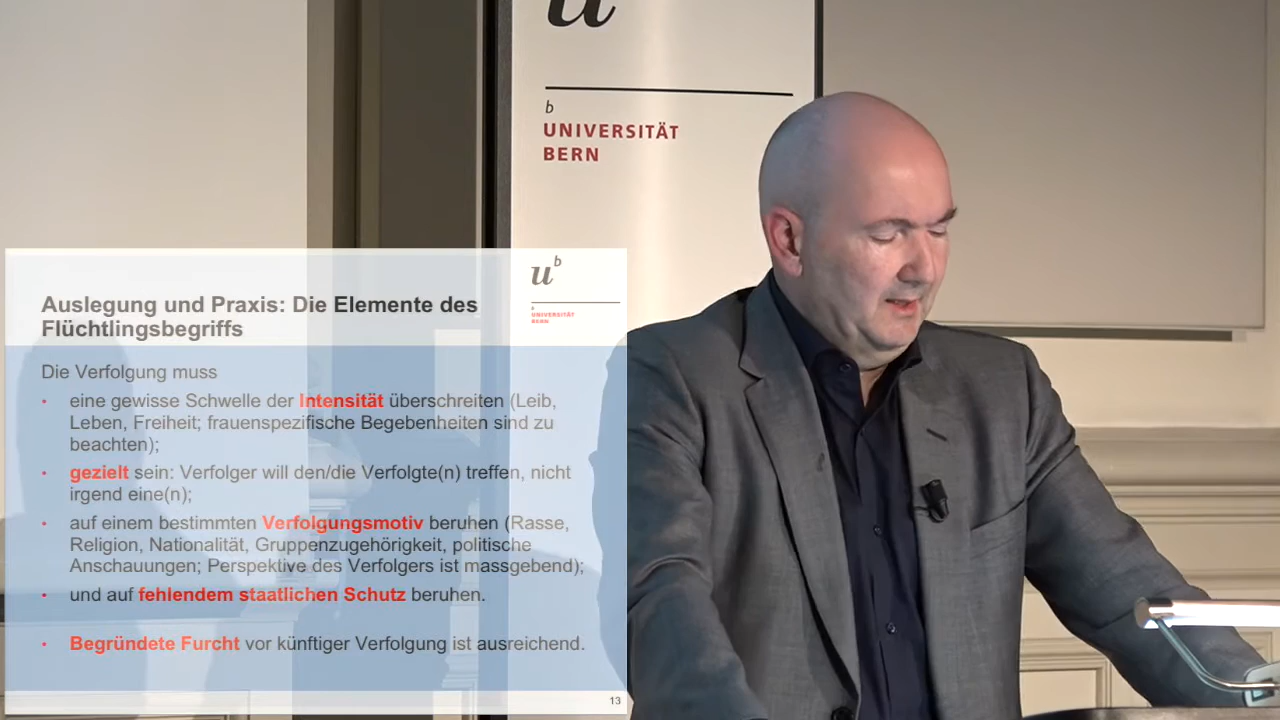 u
b
UNIVERSITÄT
BERN
u b
b
UNIVERSITÄT
BERN
Auslegung und Praxis: Die Elemente des
Flüchtlingsbegriffs
Die Verfolgung muss
• eine gewisse Schwelle der Intensität überschreiten (Leib,
Leben, Freiheit; frauenspezifische Begebenheiten sind zu
beachten);
• gezielt sein: Verfolger will den/die Verfolgte(n) treffen, nicht
irgend eine(n);
• auf einem bestimmten Verfolgungsmotiv beruhen (Rasse,
Religion, Nationalität, Gruppenzugehörigkeit, politische
Anschauungen; Perspektive des Verfolgers ist massgebend);
• und auf fehlendem staatlichen Schutz beruhen.
• Begründete Furcht vor künftiger Verfolgung ist ausreichend.
13